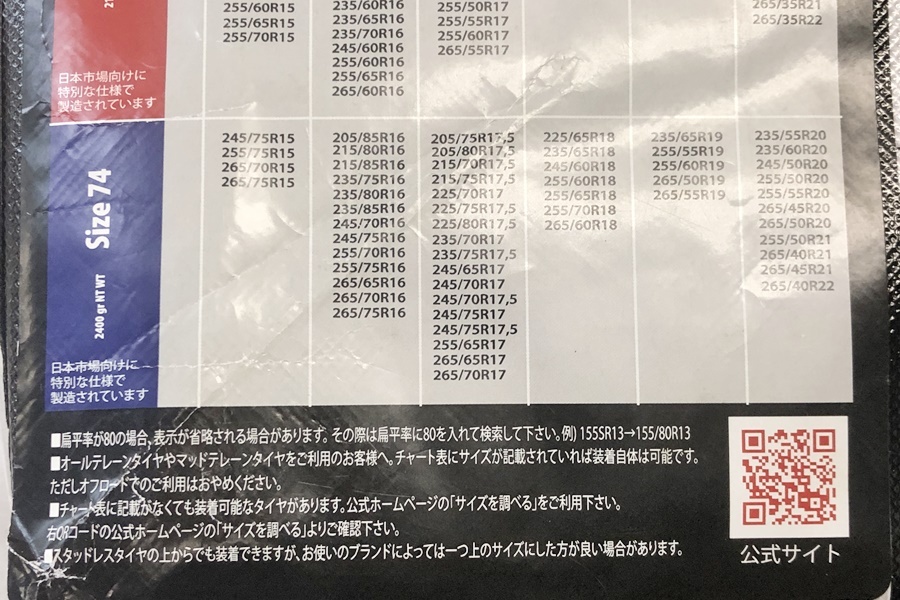 255/60R15
255/65R15
255/70R15
235/60R16
235/65R16
235/70R16
245/60R16
255/60R16
255/65R16
265/60R16
255/50R17
255/55R17
255/60R17
265/55R17
265/35R21
265/35R22
日本市場向けに
特別な仕様で
製造されています
Size 74
2400 gr NT WT
日本市場向けに
特別な仕様で
製造されています
245/75R15
255/75R15
265/70R15
265/75R15
205/85R16
215/80R16
215/85R16
235/75R16
235/80R16
235/85R16
245/70R16
245/75R16
255/70R16
255/75R16
265/65R16
265/70R16
265/75R16
205/75R17,5
205/80R17,5
215/70R17,5
215/75R17,5
225/70R17
225/75R17,5
225/80R17,5
235/70R17
235/75R17,5
245/65R17
245/70R17
245/70R17,5
245/75R17
245/75R17,5
255/65R17
265/65R17
265/70R17
225/65R18
235/65R18
245/60R18
255/60R18
255/65R18
255/70R18
265/60R18
235/65R19
255/55R19
255/60R19
265/50R19
265/55R19
235/55R20
235/60R20
245/50R20
255/50R20
255/55R20
265/45R20
265/50R20
255/50R21
265/40R21
265/45R21
265/40R22
■扁平率が80の場合、表示が省略される場合があります。その際は扁平率に80を入れて検索して下さい。例) 155SR13→155/80R13
■オールテレーンタイヤやマッドテレーンタイヤをご利用のお客様へ。チャート表にサイズが記載されていれば装着自体は可能です。
ただしオフロードでのご利用はおやめください。
■チャート表に記載がなくても装着可能なタイヤがあります。公式ホームページの「サイズを調べる」をご利用下さい。
右QRコードの公式ホームページの「サイズを調べる」よりご確認下さい。
■スタッドレスタイヤの上からでも装着できますが、お使いのブランドによっては一つ上のサイズにした方が良い場合があります。
公式サイト